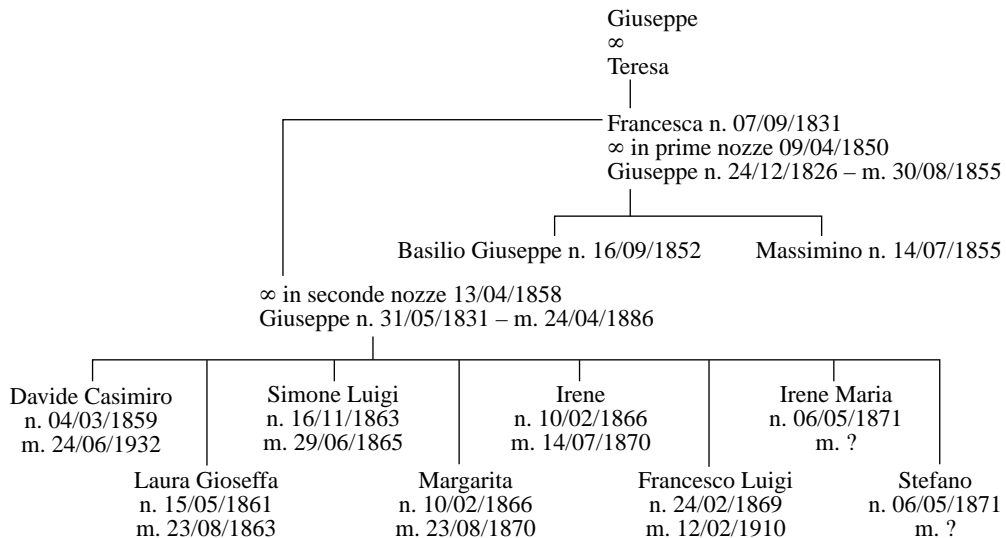 Giuseppe
∞
Teresa
Francesca n. 07/09/1831
∞ in prime nozze 09/04/1850
Giuseppe n. 24/12/1826 – m. 30/08/1855
Basilio Giuseppe n. 16/09/1852
Massimino n. 14/07/1855
∞ in seconde nozze 13/04/1858
Giuseppe n. 31/05/1831 – m. 24/04/1886
Davide Casimiro
n. 04/03/1859
m. 24/06/1932
Simone Luigi
n. 16/11/1863
m. 29/06/1865
Irene
n. 10/02/1866
m. 14/07/1870
Irene Maria
n. 06/05/1871
m. ?
Laura Gioseffa
n. 15/05/1861
m. 23/08/1863
Margarita
n. 10/02/1866
m. 23/08/1870
Francesco Luigi
n. 24/02/1869
m. 12/02/1910
Stefano
n. 06/05/1871
m. ?